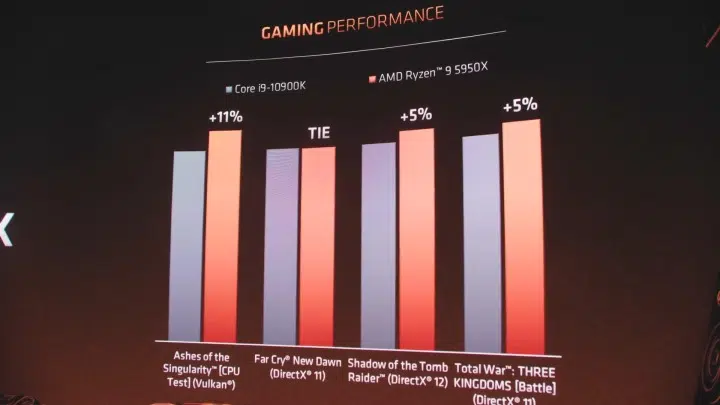 GAMING PERFORMANCE
Core i9-10900K
AMD Ryzen™ 9 5950X
+11%
TIE
+5%
+5%
Ashes of the
Singularity™ [CPU
Test] (Vulkan®)
Far Cry® New Dawn
(DirectX® 11)
Shadow of the Tomb
Raider™ (DirectX® 12)
Total War™: THREE
KINGDOMS [Battle]
(DirectX® 11)
X